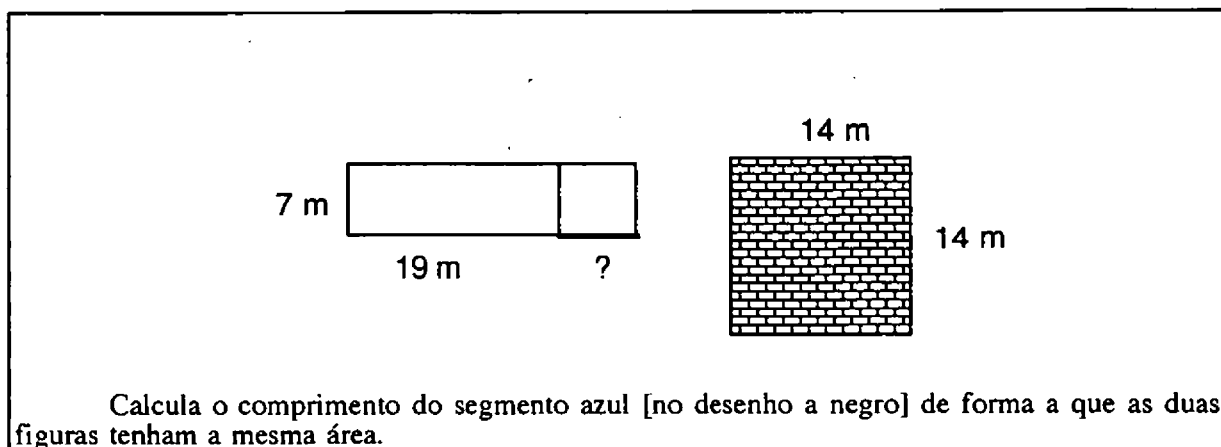 14 m
7 m
14 m
19 m ?
Calcula o comprimento do segmento azul [no desenho a negro] de forma a que as duas
figuras tenham a mesma área.